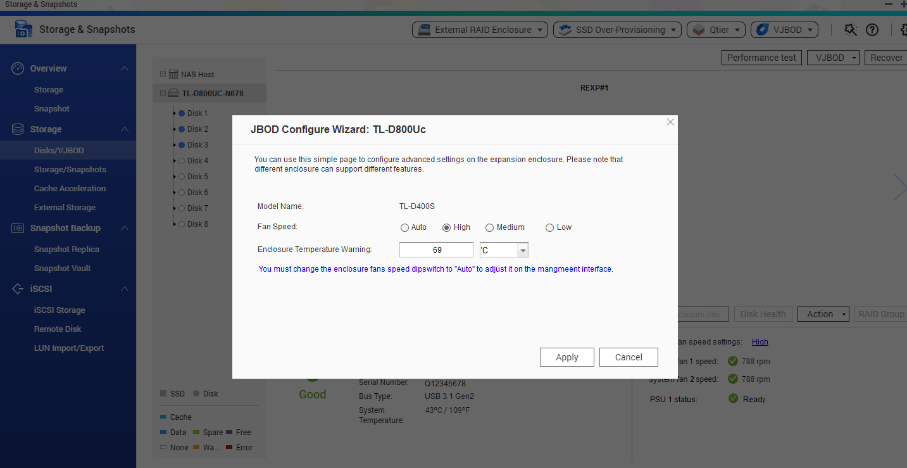 Storage & Snapshots
Storage & Snapshots
External RAID Enclosure
SSD Over-Provisioning
Qtier
VJBOD
Performance test
VJBOD
Recover
Overview
Storage
Snapshot
Storage
Disks/VJBOD
Storage/Snapshots
Cache Acceleration
External Storage
Snapshot Backup
Snapshot Replica
Snapshot Vault
iSCSI
iSCSI Storage
Remote Disk
LUN Import/Export
NAS Host
TL-D800UC-N678
Disk 1
Disk 2
Disk 3
Disk 4
Disk 5
Disk 6
Disk 7
Disk 8
SSD Disk
Cache
Data Spare Free
None Wa... Error
REXP#1
JBOD Configure Wizard: TL-D800Uc
You can use this simple page to configure advanced settings on the expansion enclosure. Please note that
different enclosure can support different features.
Model Name: TL-D400S
Fan Speed: Auto High Medium Low
Enclosure Temperature Warning: 69 °C
You must change the enclosure fans speed dipswitch to "Auto" to adjust it on the mangmeent interface.
Apply Cancel
Disk Health
Action
RAID Group
Good
Serial Number: Q12345678
Bus Type: USB 3.1 Gen2
System
Temperature: 43°C / 109°F
fan speed settings: High
fan 1 speed: 788 rpm
System fan 2 speed: 788 rpm
PSU 1 status: Ready